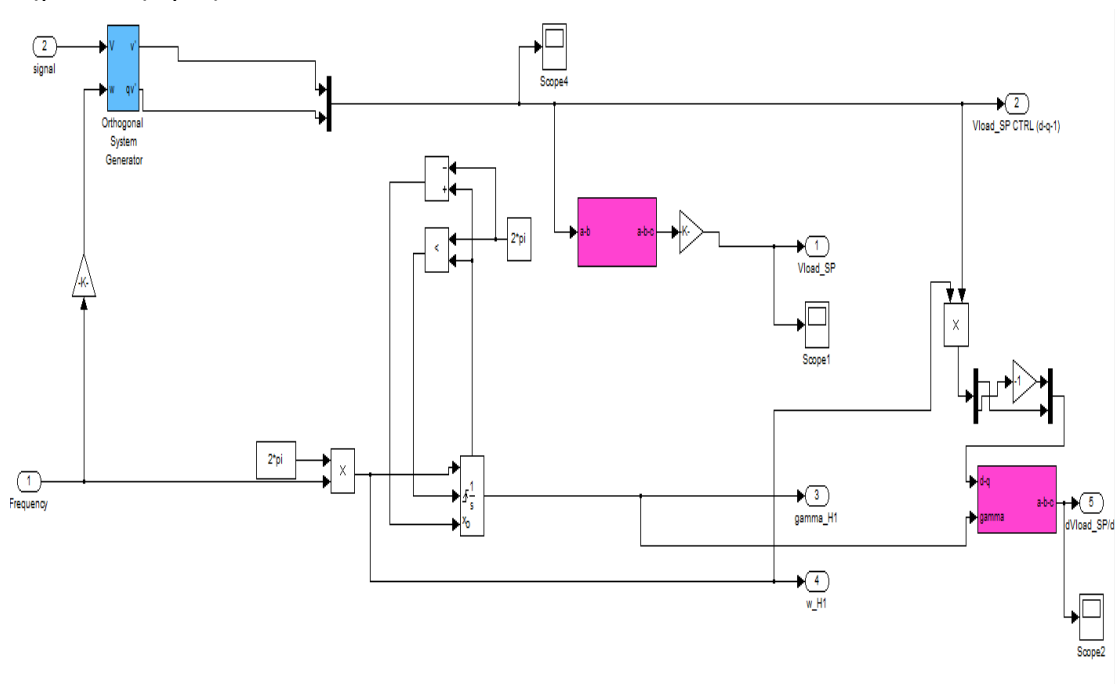 2
signal
V v'
w qv'
Orthogonal
System
Generator
Scope4
2
Vload_SP CTRL (d-q-1)
−
+
<
2*pi
a-b a-b-c
-K-
1
Vload_SP
Scope1
-K-
X
-1
1
Frequency
2*pi
X
1
s
xo
3
gamma_H1
d-q
gamma
a-b-c
5
dVload_SP/d
4
w_H1
Scope2